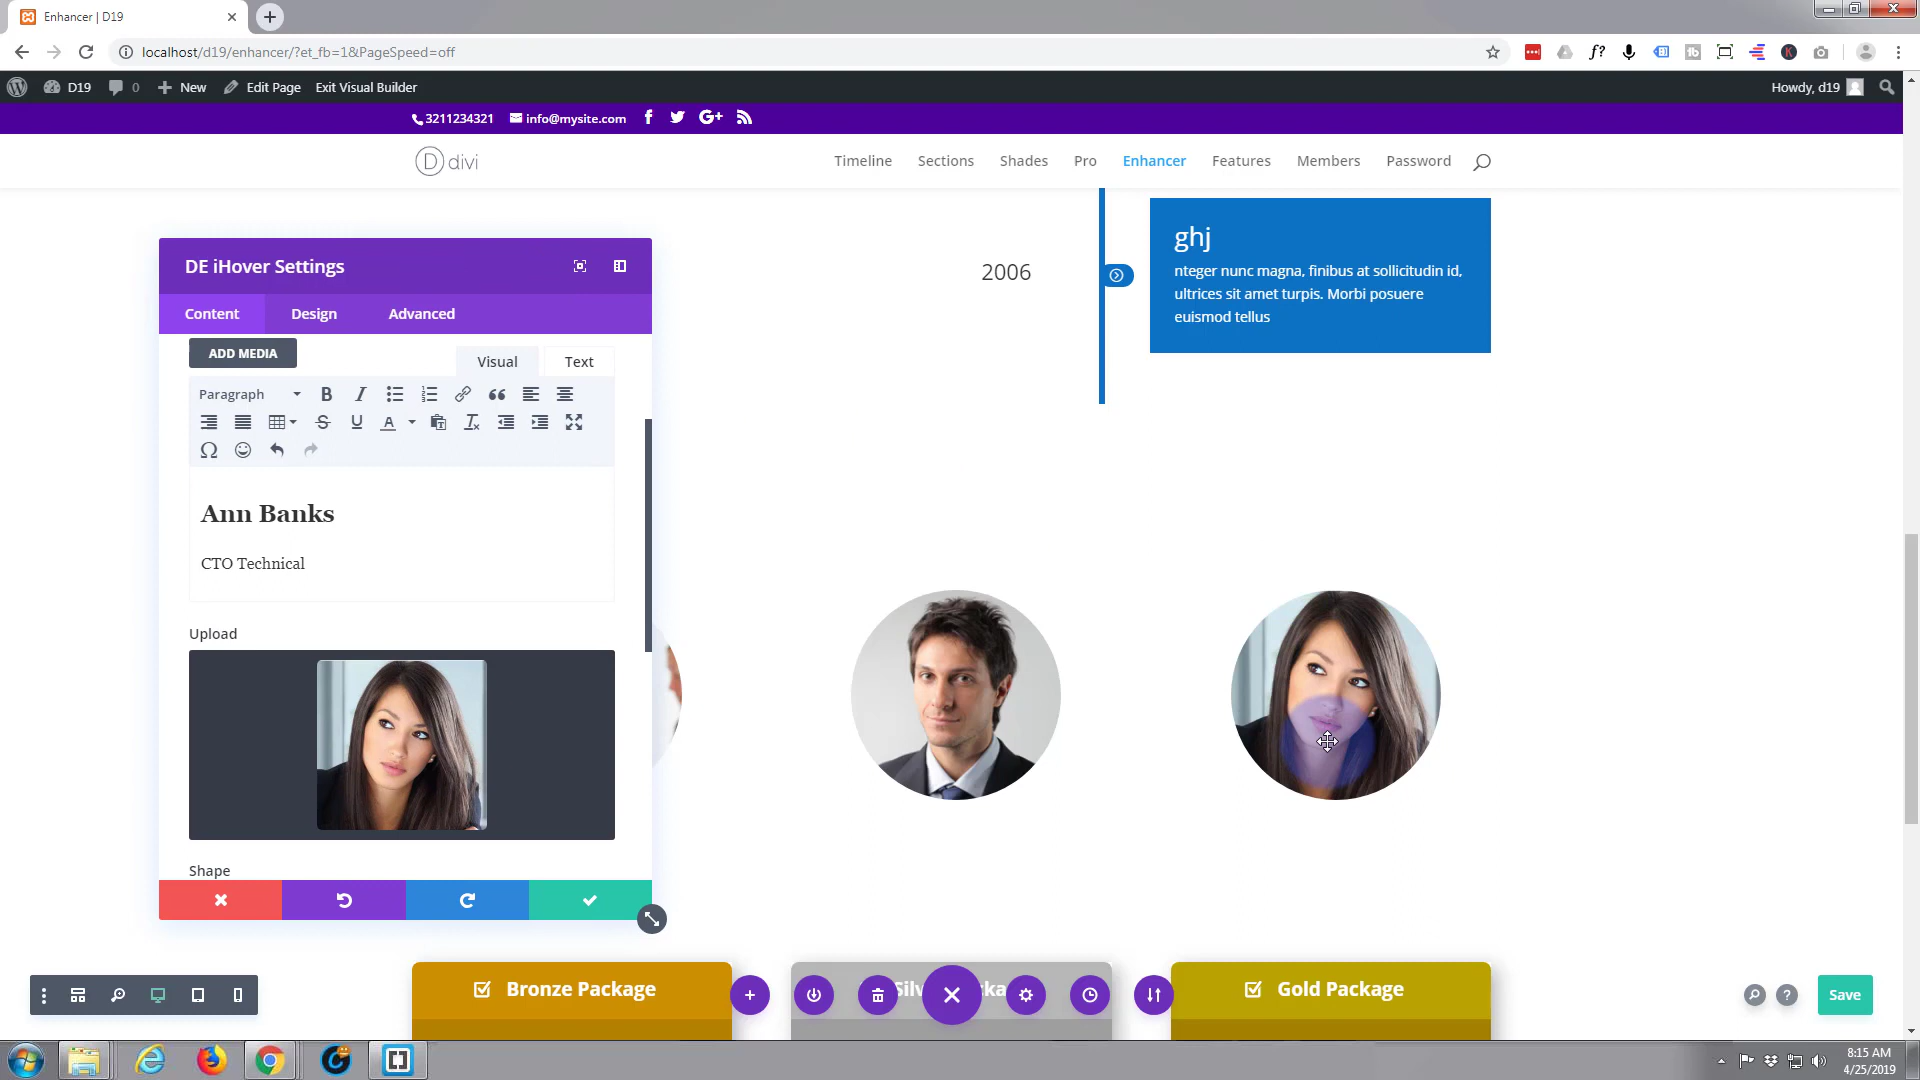 Enhancer | D19
localhost/d19/enhancer/?et_fb=1&PageSpeed=off
D19 0 New Edit Page Exit Visual Builder Howdy, d19
3211234321 info@mysite.com
D divi Timeline Sections Shades Pro Enhancer Features Members Password
DE iHover Settings
Content Design Advanced
ADD MEDIA Visual Text
Paragraph
Ann Banks
CTO Technical
Upload
Shape
2006
ghj
nteger nunc magna, finibus at sollicitudin id,
ultrices sit amet turpis. Morbi posuere
euismod tellus
Bronze Package
Gold Package
Save
8:15 AM
4/25/2019